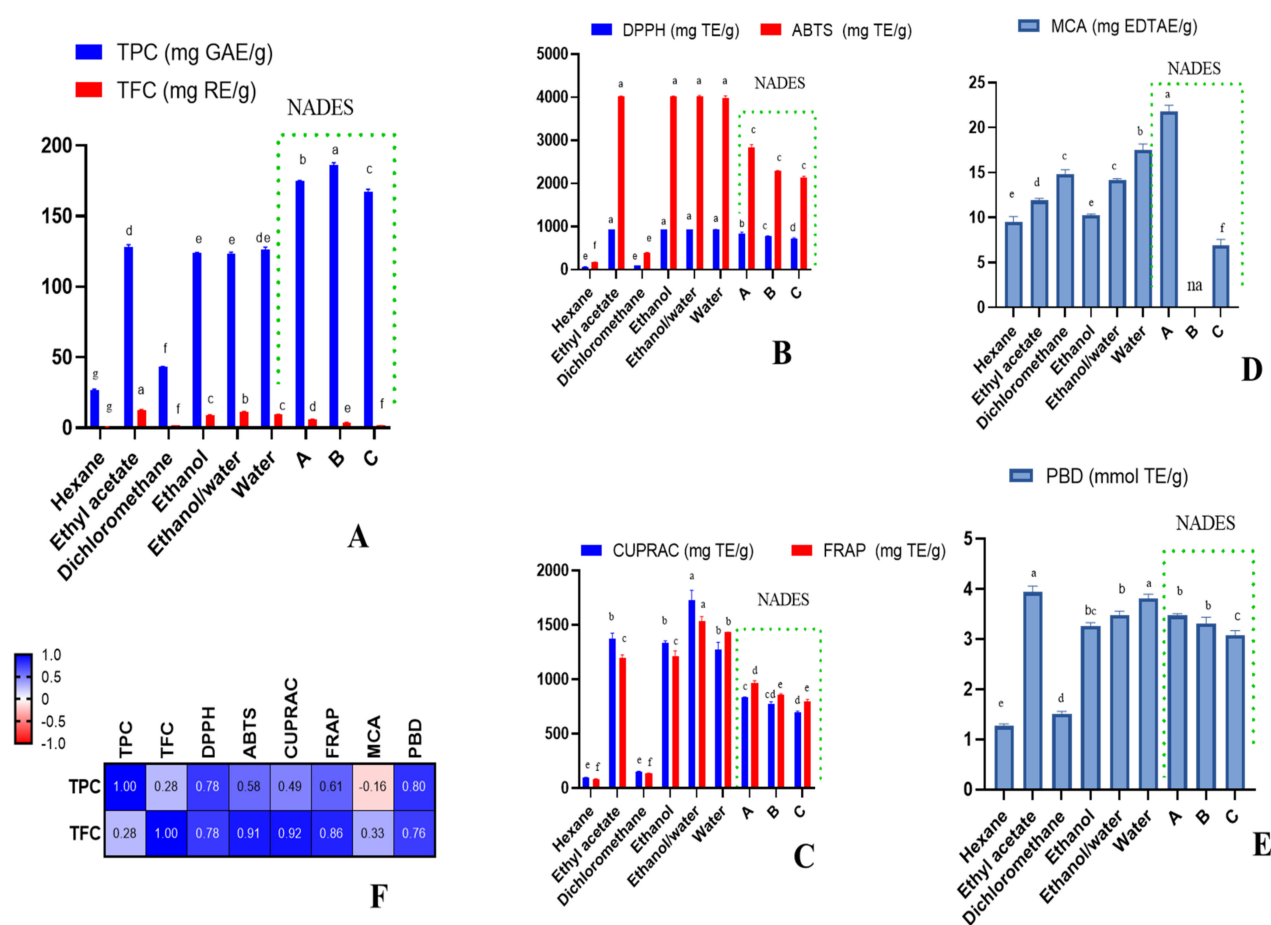 TPC (mg GAE/g)
TFC (mg RE/g)
NADES
200
150
100
50
0
g g d a f f e c e b de c b d a e c f
Hexane
Ethyl acetate
Dichloromethane
Ethanol
Ethanol/water
Water
A
B
C
A
DPPH (mg TE/g) ABTS (mg TE/g)
NADES
5000
4000
3000
2000
1000
0
e f a a e e a a a a a a b c c c d c
Hexane
Ethyl acetate
Dichloromethane
Ethanol
Ethanol/water
Water
A
B
C
B
MCA (mg EDTAE/g)
NADES
25
20
15
10
5
0
e d c e c b a na f
Hexane
Ethyl acetate
Dichloromethane
Ethanol
Ethanol/water
Water
A
B
C
D
CUPRAC (mg TE/g) FRAP (mg TE/g)
NADES
2000
1500
1000
500
0
e f b c e f b c a a b b c d cd e d e
Hexane
Ethyl acetate
Dichloromethane
Ethanol
Ethanol/water
Water
A
B
C
C
PBD (mmol TE/g)
NADES
5
4
3
2
1
0
e a d bc b a b b c
Hexane
Ethyl acetate
Dichloromethane
Ethanol
Ethanol/water
Water
A
B
C
E
1.0
0.5
0
-0.5
-1.0
TPC TFC DPPH ABTS CUPRAC FRAP MCA PBD
TPC 1.00 0.28 0.78 0.58 0.49 0.61 -0.16 0.80
TFC 0.28 1.00 0.78 0.91 0.92 0.86 0.33 0.76
F